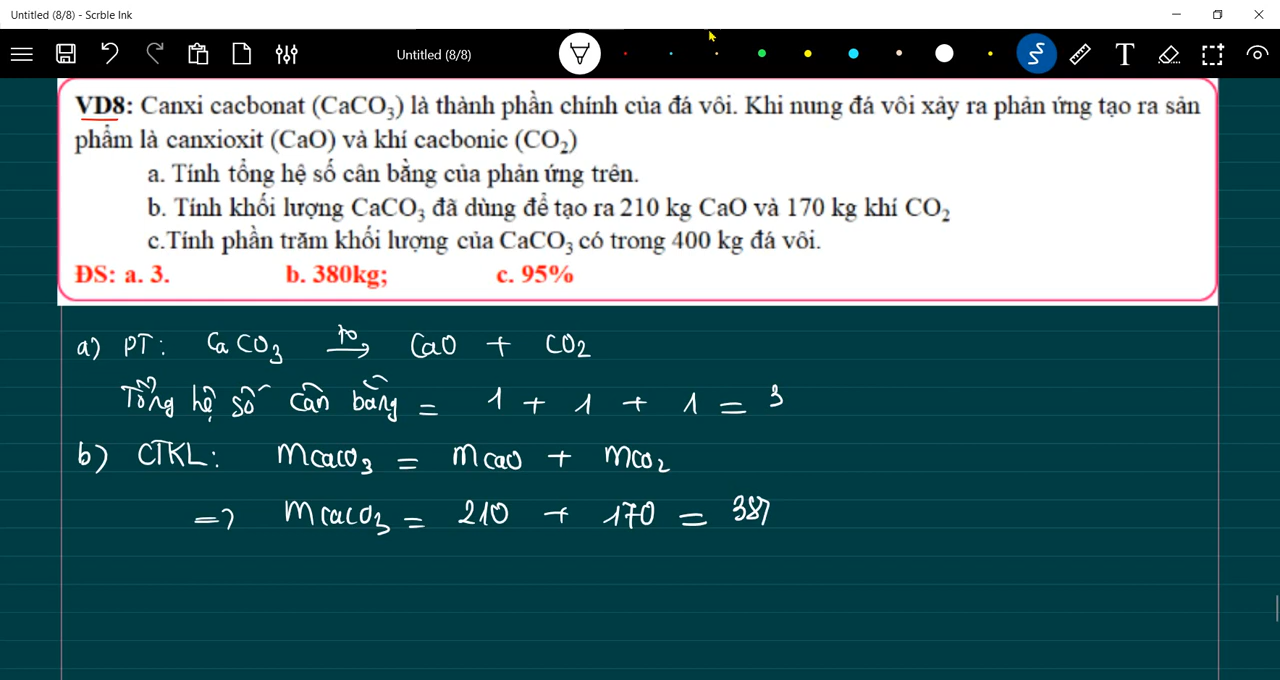 Untitled (8/8) - Scrble Ink
Untitled (8/8)
T
VD8: Canxi cacbonat (CaCO₃) là thành phần chính của đá vôi. Khi nung đá vôi xảy ra phản ứng tạo ra sản
phẩm là canxioxit (CaO) và khí cacbonic (CO₂)
a. Tính tổng hệ số cân bằng của phản ứng trên.
b. Tính khối lượng CaCO₃ đã dùng để tạo ra 210 kg CaO và 170 kg khí CO₂
c.Tính phần trăm khối lượng của CaCO₃ có trong 400 kg đá vôi.
ĐS: a. 3. b. 380kg; c. 95%
a) PT: CaCO₃ →(t⁰) CaO + CO₂
Tổng hệ số cân bằng = 1 + 1 + 1 = 3
b) CTKL: mCaCO₃ = mCaO + mCO₂
=> mCaCO₃ = 210 + 170 =